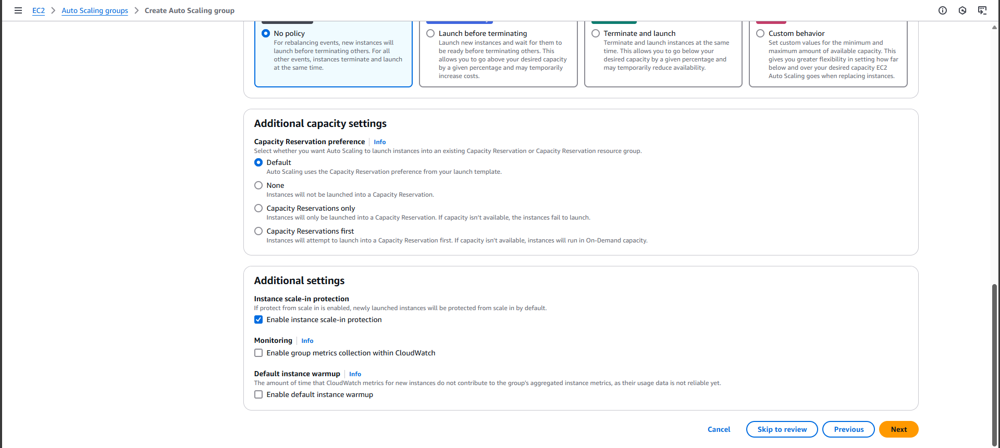 EC2
Auto Scaling groups
Create Auto Scaling group
No policy
For rebalancing events, new instances will
launch before terminating others. For all
other events, instances terminate and launch
at the same time.
Launch before terminating
Launch new instances and wait for them to
be ready before terminating others. This
allows you to go above your desired capacity
by a given percentage and may temporarily
increase costs.
Terminate and launch
Terminate and launch instances at the same
time. This allows you to go below your
desired capacity by a given percentage and
may temporarily reduce availability.
Custom behavior
Set custom values for the minimum and
maximum amount of available capacity. This
gives you greater flexibility in setting how far
below and over your desired capacity EC2
Auto Scaling goes when replacing instances.
Additional capacity settings
Capacity Reservation preference Info
Select whether you want Auto Scaling to launch instances into an existing Capacity Reservation or Capacity Reservation resource group.
Default
Auto Scaling uses the Capacity Reservation preference from your launch template.
None
Instances will not be launched into a Capacity Reservation.
Capacity Reservations only
Instances will only be launched into a Capacity Reservation. If capacity isn't available, the instances fail to launch.
Capacity Reservations first
Instances will attempt to launch into a Capacity Reservation first. If capacity isn't available, instances will run in On-Demand capacity.
Additional settings
Instance scale-in protection
If protect from scale in is enabled, newly launched instances will be protected from scale in by default.
Enable instance scale-in protection
Monitoring Info
Enable group metrics collection within CloudWatch
Default instance warmup Info
The amount of time that CloudWatch metrics for new instances do not contribute to the group's aggregated instance metrics, as their usage data is not reliable yet.
Enable default instance warmup
Cancel
Skip to review
Previous
Next